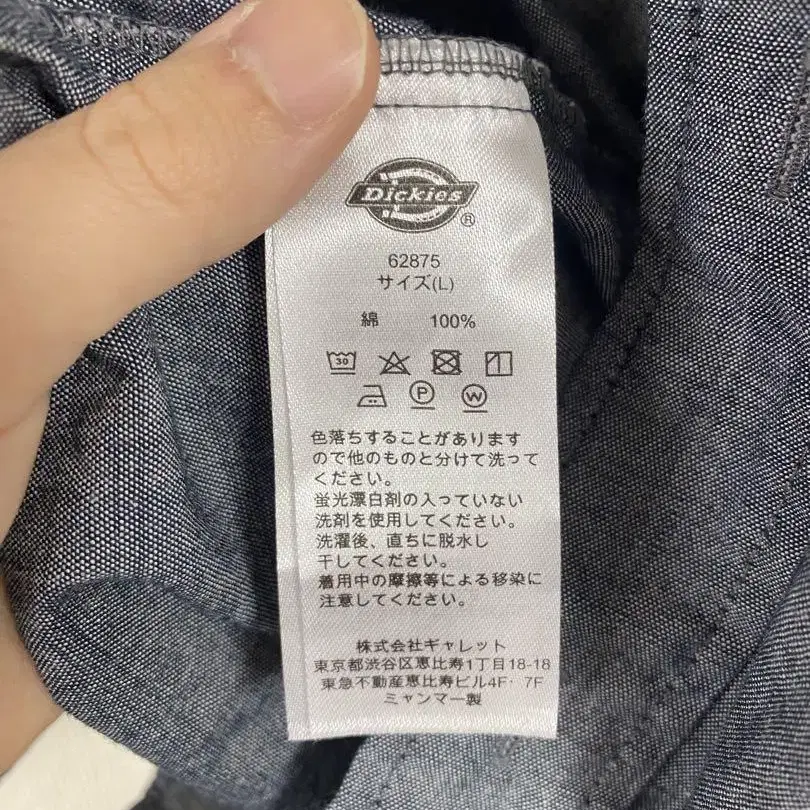 Dickies®
62875
サイズ(L)
綿 100%
30
P W
色落ちすることがあります
ので他のものと分けて洗って
ください。
蛍光漂白剤の入っていない
洗剤を使用してください。
洗濯後、直ちに脱水し
干してください。
着用中の摩擦等による移染に
注意してください。
株式会社ギャレット
東京都渋谷区恵比寿1丁目18-18
東急不動産恵比寿ビル4F・7F
ミャンマー製